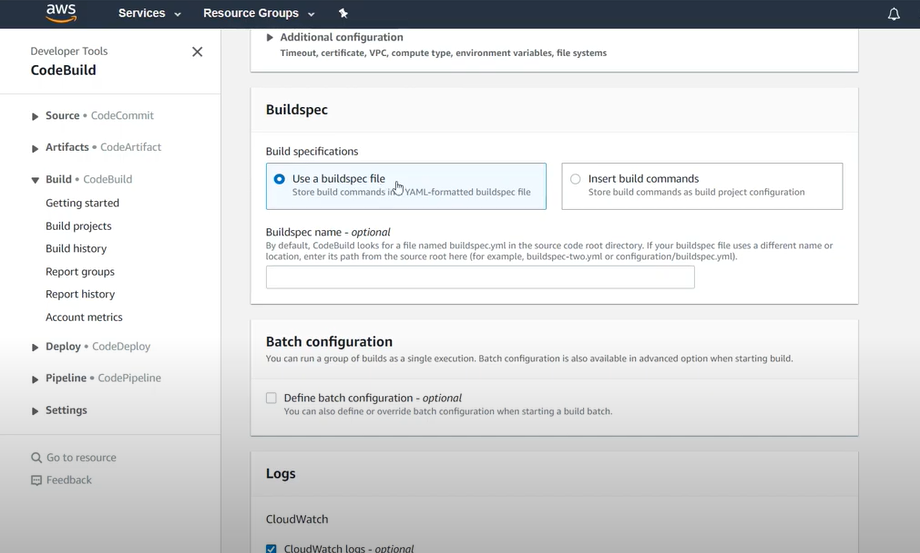 aws
Services
Resource Groups
Developer Tools
CodeBuild
Source • CodeCommit
Artifacts • CodeArtifact
Build • CodeBuild
Getting started
Build projects
Build history
Report groups
Report history
Account metrics
Deploy • CodeDeploy
Pipeline • CodePipeline
Settings
Go to resource
Feedback
Additional configuration
Timeout, certificate, VPC, compute type, environment variables, file systems
Buildspec
Build specifications
Use a buildspec file
Store build commands in YAML-formatted buildspec file
Insert build commands
Store build commands as build project configuration
Buildspec name - optional
By default, CodeBuild looks for a file named buildspec.yml in the source code root directory. If your buildspec file uses a different name or
location, enter its path from the source root here (for example, buildspec-two.yml or configuration/buildspec.yml).
Batch configuration
You can run a group of builds as a single execution. Batch configuration is also available in advanced option when starting build.
Define batch configuration - optional
You can also define or override batch configuration when starting a build batch.
Logs
CloudWatch
CloudWatch logs - optional